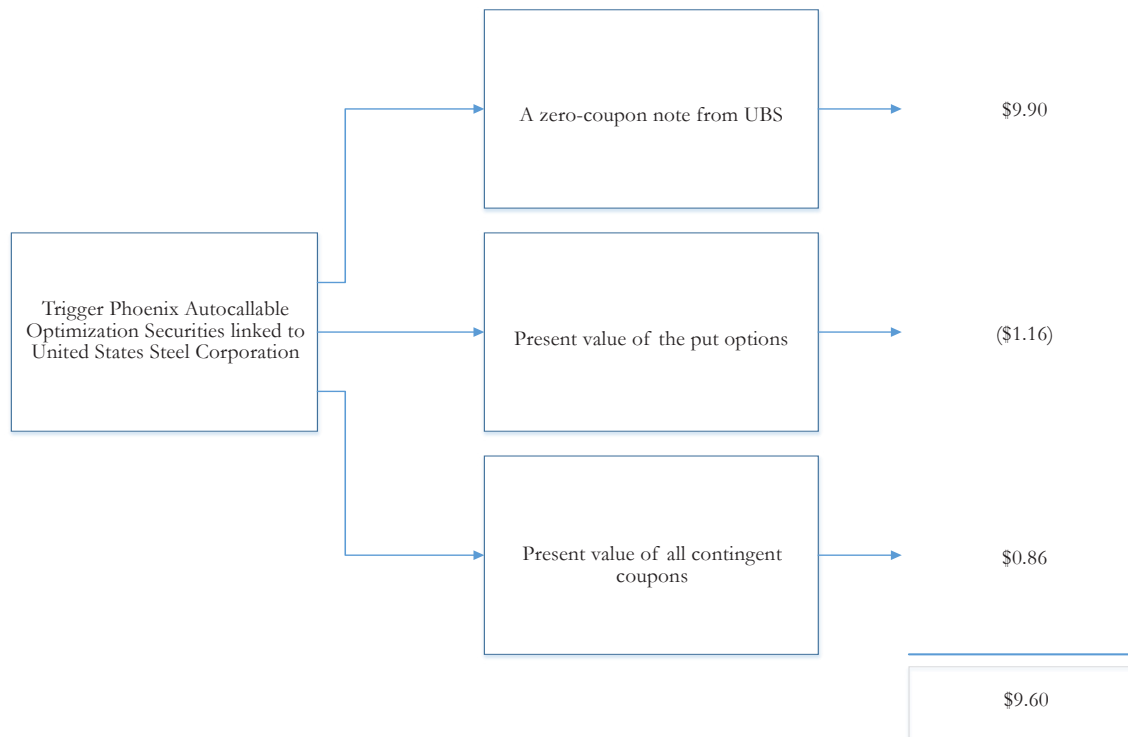 A zero-coupon note from UBS
$9.90
Trigger Phoenix Autocallable
Optimization Securities linked to
United States Steel Corporation
Present value of the put options
($1.16)
Present value of all contingent
coupons
$0.86
$9.60